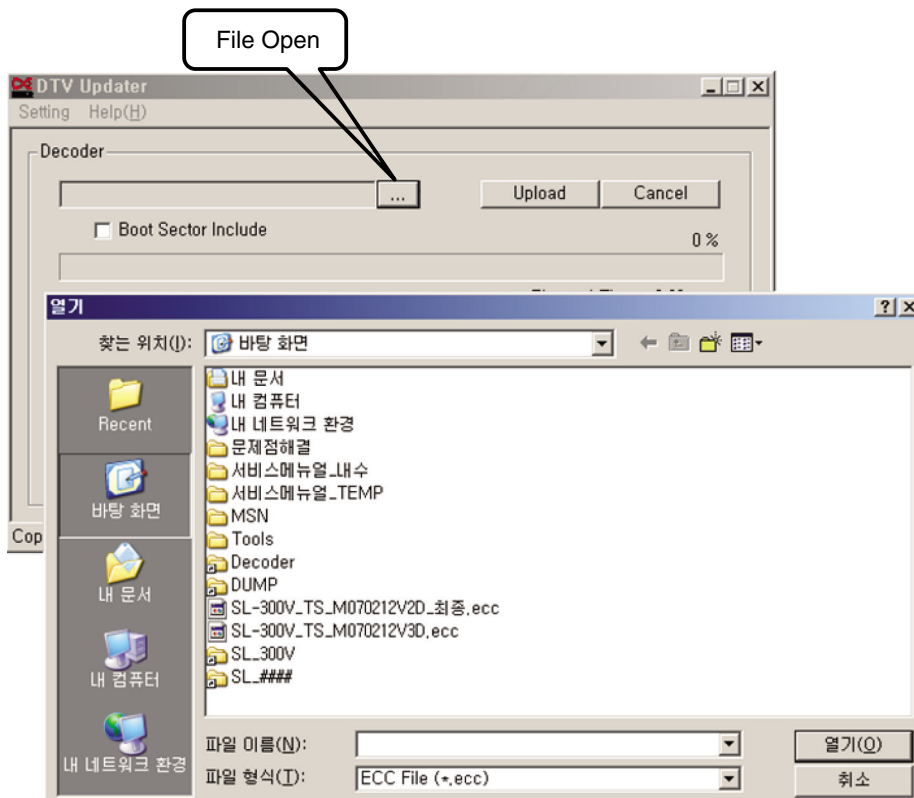 File Open
DTV Updater
Setting Help(H)
Decoder
...
Upload
Cancel
Boot Sector Include
0 %
열기
찾는 위치(I):
바탕 화면
Recent
바탕 화면
내 문서
내 컴퓨터
내 네트워크 환경
내 문서
내 컴퓨터
내 네트워크 환경
문제점해결
서비스메뉴얼_내수
서비스메뉴얼_TEMP
MSN
Tools
Decoder
DUMP
SL-300V_TS_M070212V2D_최종.ecc
SL-300V_TS_M070212V3D.ecc
SL_300V
SL_####
파일 이름(N):
열기(O)
파일 형식(T):
ECC File (*.ecc)
취소
Cop